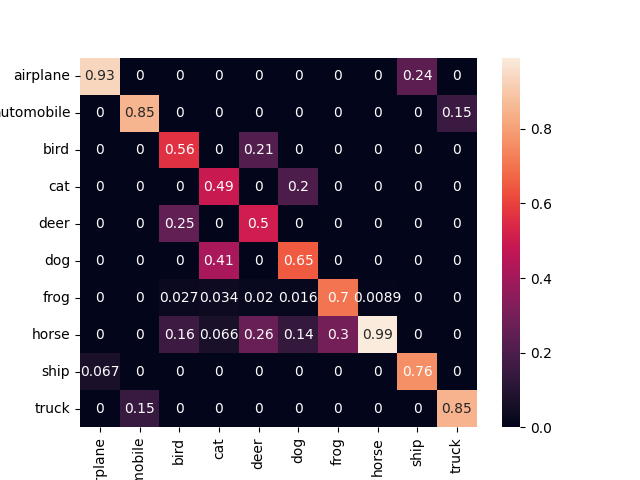 airplane 0.93 0 0 0 0 0 0 0 0.24 0
utomobile 0 0.85 0 0 0 0 0 0 0 0.15
bird 0 0 0.56 0 0.21 0 0 0 0 0
cat 0 0 0 0.49 0 0.2 0 0 0 0
deer 0 0 0.25 0 0.5 0 0 0 0 0
dog 0 0 0 0.41 0 0.65 0 0 0 0
frog 0 0 0.027 0.034 0.02 0.016 0.7 0.0089 0 0
horse 0 0 0.16 0.066 0.26 0.14 0.3 0.99 0 0
ship 0.067 0 0 0 0 0 0 0 0.76 0
truck 0 0.15 0 0 0 0 0 0 0 0.85
rplane mobile bird cat deer dog frog horse ship truck
0.8
0.6
0.4
0.2
0.0